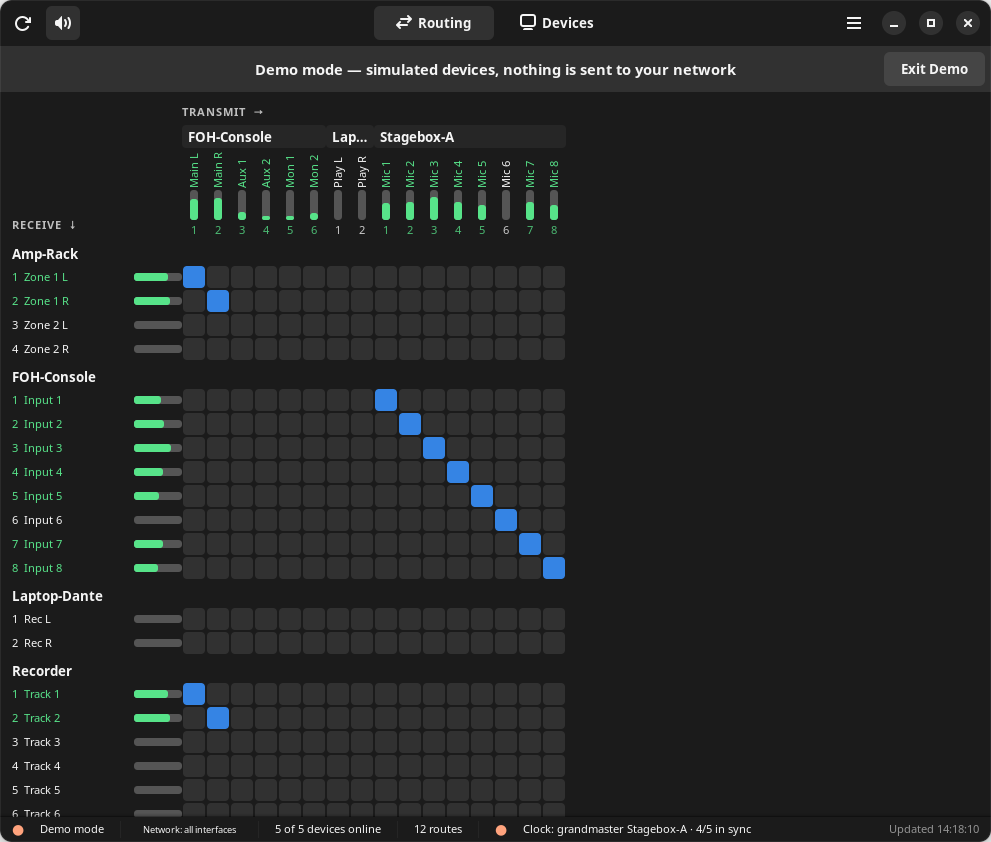 Routing Devices
Demo mode — simulated devices, nothing is sent to your network Exit Demo
TRANSMIT →
FOH-Console Lap... Stagebox-A
Main L Main R Aux 1 Aux 2 Mon 1 Mon 2 Play L Play R Mic 1 Mic 2 Mic 3 Mic 4 Mic 5 Mic 6 Mic 7 Mic 8
RECEIVE ↓ 1 2 3 4 5 6 1 2 1 2 3 4 5 6 7 8
Amp-Rack
1 Zone 1 L
2 Zone 1 R
3 Zone 2 L
4 Zone 2 R
FOH-Console
1 Input 1
2 Input 2
3 Input 3
4 Input 4
5 Input 5
6 Input 6
7 Input 7
8 Input 8
Laptop-Dante
1 Rec L
2 Rec R
Recorder
1 Track 1
2 Track 2
3 Track 3
4 Track 4
5 Track 5
6 Track 6
Demo mode Network: all interfaces 5 of 5 devices online 12 routes Clock: grandmaster Stagebox-A · 4/5 in sync Updated 14:18:10